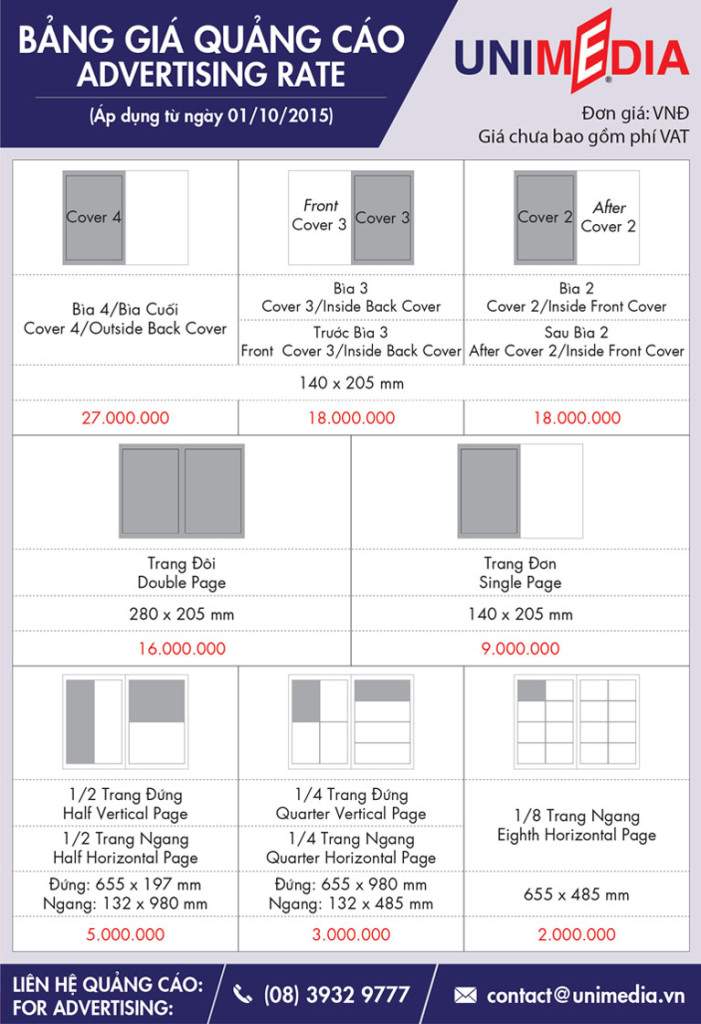 BẢNG GIÁ QUẢNG CÁO
ADVERTISING RATE
(Áp dụng từ ngày 01/10/2015)
UNIMEDIA
®
Đơn giá: VNĐ
Giá chưa bao gồm phí VAT
Cover 4
Front
Cover 3
Cover 3
Cover 2
After
Cover 2
Bìa 4/Bìa Cuối
Cover 4/Outside Back Cover
Bìa 3
Cover 3/Inside Back Cover
Trước Bìa 3
Front Cover 3/Inside Back Cover
Bìa 2
Cover 2/Inside Front Cover
Sau Bìa 2
After Cover 2/Inside Front Cover
140 x 205 mm
27.000.000
18.000.000
18.000.000
Trang Đôi
Double Page
Trang Đơn
Single Page
280 x 205 mm
140 x 205 mm
16.000.000
9.000.000
1/2 Trang Đứng
Half Vertical Page
1/2 Trang Ngang
Half Horizontal Page
1/4 Trang Đứng
Quarter Vertical Page
1/4 Trang Ngang
Quarter Horizontal Page
1/8 Trang Ngang
Eighth Horizontal Page
Đứng: 655 x 197 mm
Ngang: 132 x 980 mm
Đứng: 655 x 980 mm
Ngang: 132 x 485 mm
655 x 485 mm
5.000.000
3.000.000
2.000.000
LIÊN HỆ QUẢNG CÁO:
FOR ADVERTISING:
(08) 3932 9777
contact@unimedia.vn